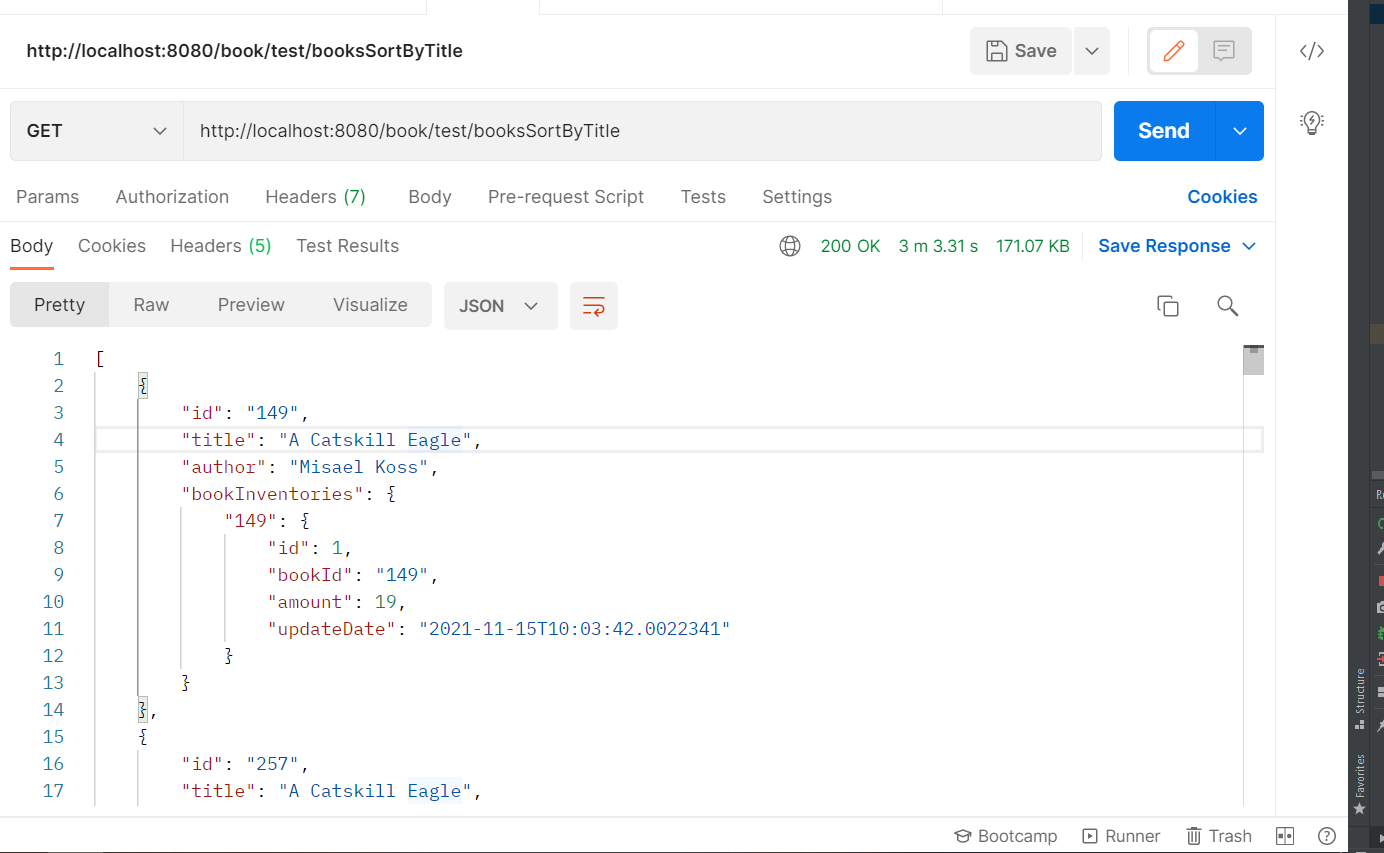 http://localhost:8080/book/test/booksSortByTitle
Save
GET
http://localhost:8080/book/test/booksSortByTitle
Send
Params Authorization Headers (7) Body Pre-request Script Tests Settings Cookies
Body Cookies Headers (5) Test Results 200 OK 3 m 3.31 s 171.07 KB Save Response
Pretty Raw Preview Visualize JSON
1 [
2 {
3 "id": "149",
4 "title": "A Catskill Eagle",
5 "author": "Misael Koss",
6 "bookInventories": {
7 "149": {
8 "id": 1,
9 "bookId": "149",
10 "amount": 19,
11 "updateDate": "2021-11-15T10:03:42.0022341"
12 }
13 }
14 },
15 {
16 "id": "257",
17 "title": "A Catskill Eagle",
Bootcamp Runner Trash
Structure
Favorites